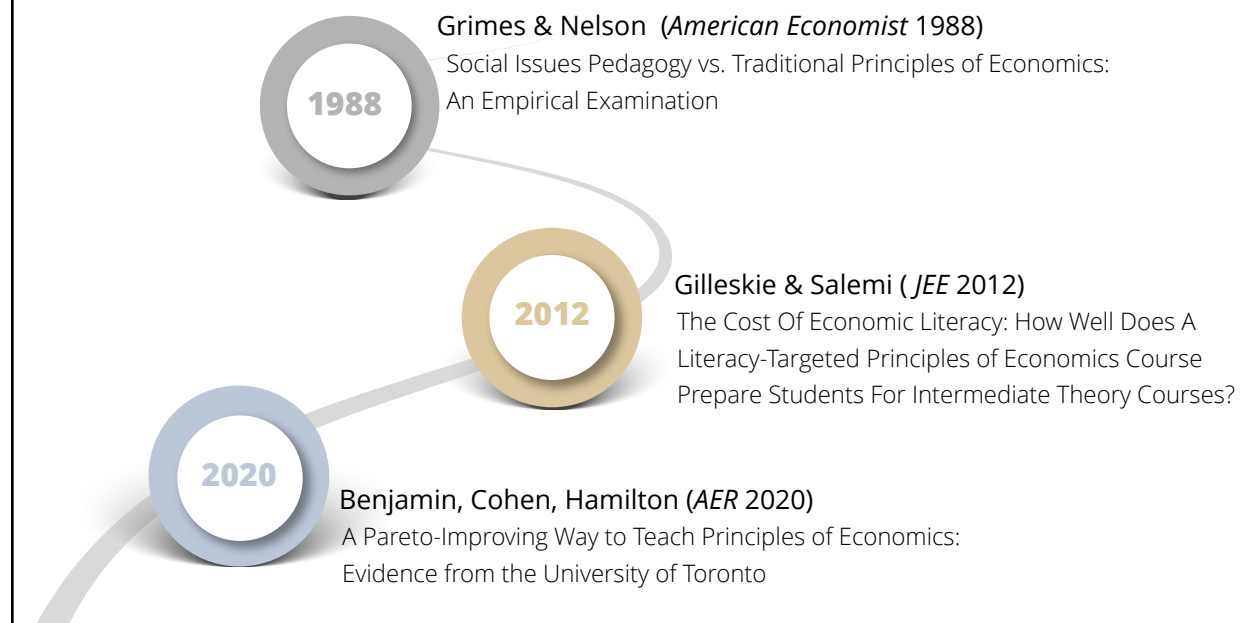 Grimes & Nelson (American Economist 1988)
Social Issues Pedagogy vs. Traditional Principles of Economics:
An Empirical Examination
1988
Gilleskie & Salemi ( JEE 2012)
The Cost Of Economic Literacy: How Well Does A
Literacy-Targeted Principles of Economics Course
Prepare Students For Intermediate Theory Courses?
2012
Benjamin, Cohen, Hamilton (AER 2020)
A Pareto-Improving Way to Teach Principles of Economics:
Evidence from the University of Toronto
2020